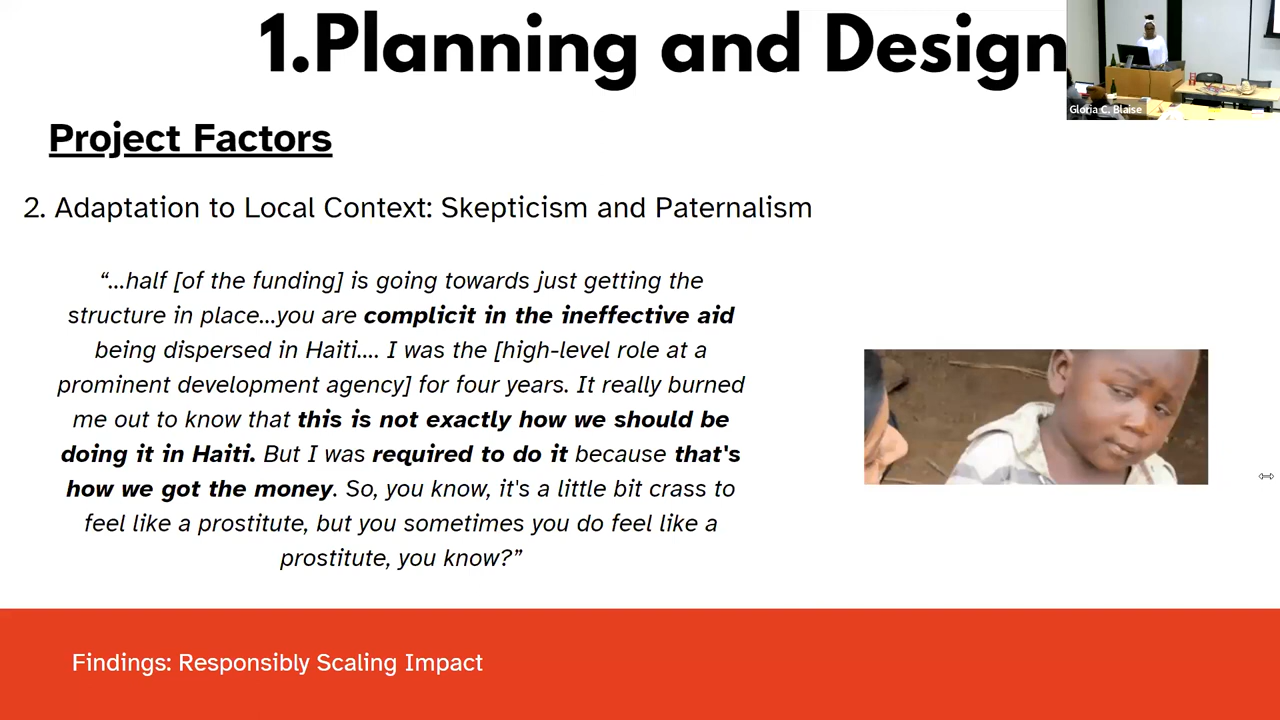 1.Planning and Design
Gloria C. Blaise
Project Factors
2. Adaptation to Local Context: Skepticism and Paternalism
“...half [of the funding] is going towards just getting the
structure in place...you are complicit in the ineffective aid
being dispersed in Haiti.... I was the [high-level role at a
prominent development agency] for four years. It really burned
me out to know that this is not exactly how we should be
doing it in Haiti. But I was required to do it because that's
how we got the money. So, you know, it's a little bit crass to
feel like a prostitute, but you sometimes you do feel like a
prostitute, you know?”
Findings: Responsibly Scaling Impact